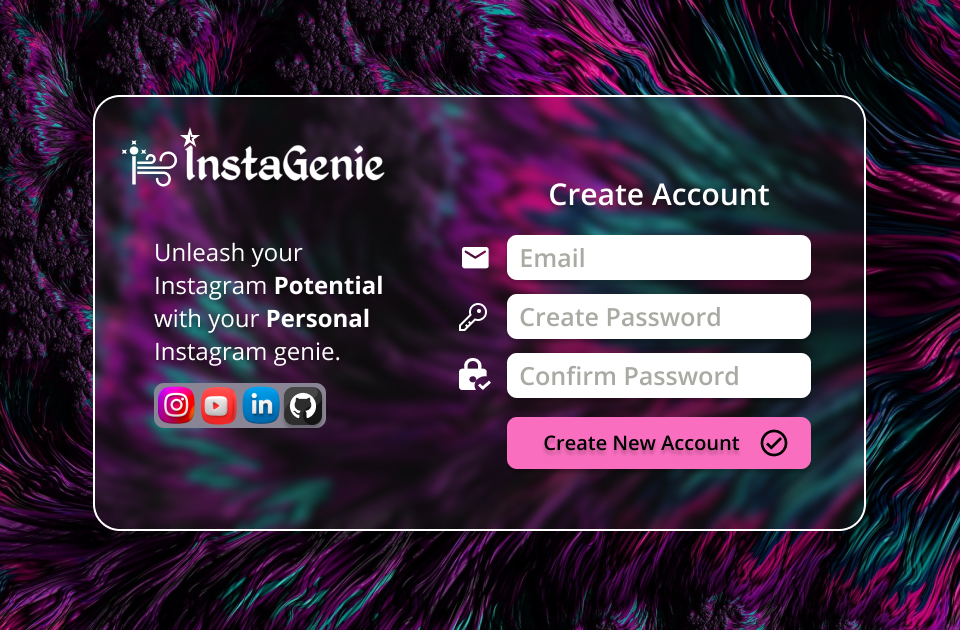 InstaGenie
Unleash your
Instagram Potential
with your Personal
Instagram genie.
in
Create Account
Email
Create Password
Confirm Password
Create New Account